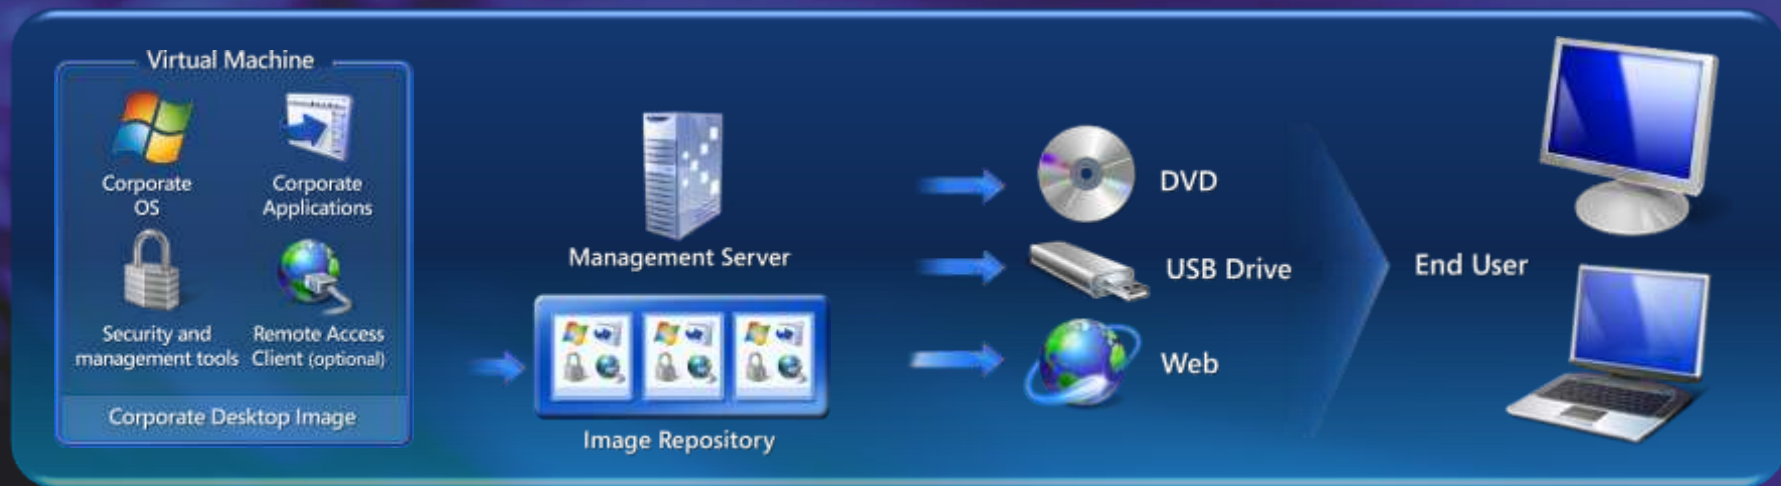 Virtual Machine
Corporate
OS
Corporate
Applications
Security and
management tools
Remote Access
Client (optional)
Corporate Desktop Image
Management Server
Image Repository
DVD
USB Drive
Web
End User